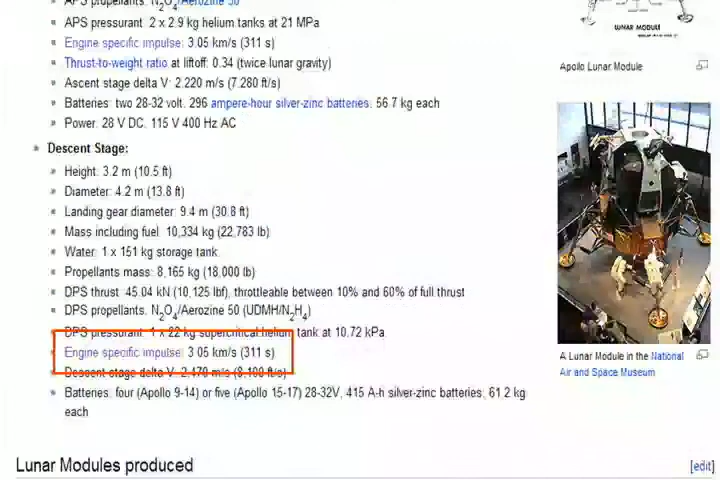 APS propellants: N2O4/Aerozine 50
APS pressurant: 2 x 2.9 kg helium tanks at 21 MPa
Engine specific impulse: 3.05 km/s (311 s)
Thrust-to-weight ratio at liftoff: 0.34 (twice lunar gravity)
Ascent stage delta V: 2,220 m/s (7,280 ft/s)
Batteries: two 28-32 volt, 296 ampere-hour silver-zinc batteries; 56.7 kg each
Power: 28 V DC, 115 V 400 Hz AC
Descent Stage:
Height: 3.2 m (10.5 ft)
Diameter: 4.2 m (13.8 ft)
Landing gear diameter: 9.4 m (30.8 ft)
Mass including fuel: 10,334 kg (22,783 lb)
Water: 1 x 151 kg storage tank
Propellants mass: 8,165 kg (18,000 lb)
DPS thrust: 45.04 kN (10,125 lbf), throttleable between 10% and 60% of full thrust
DPS propellants: N2O4/Aerozine 50 (UDMH/N2H4)
DPS pressurant: 1 x 22 kg supercritical helium tank at 10.72 kPa
Engine specific impulse: 3.05 km/s (311 s)
Descent stage delta V: 2,470 m/s (8,100 ft/s)
Batteries: four (Apollo 9-14) or five (Apollo 15-17) 28-32V, 415 A-h silver-zinc batteries; 61.2 kg
each
LUNAR MODULE
Apollo Lunar Module
A Lunar Module in the National
Air and Space Museum
Lunar Modules produced
[edit]